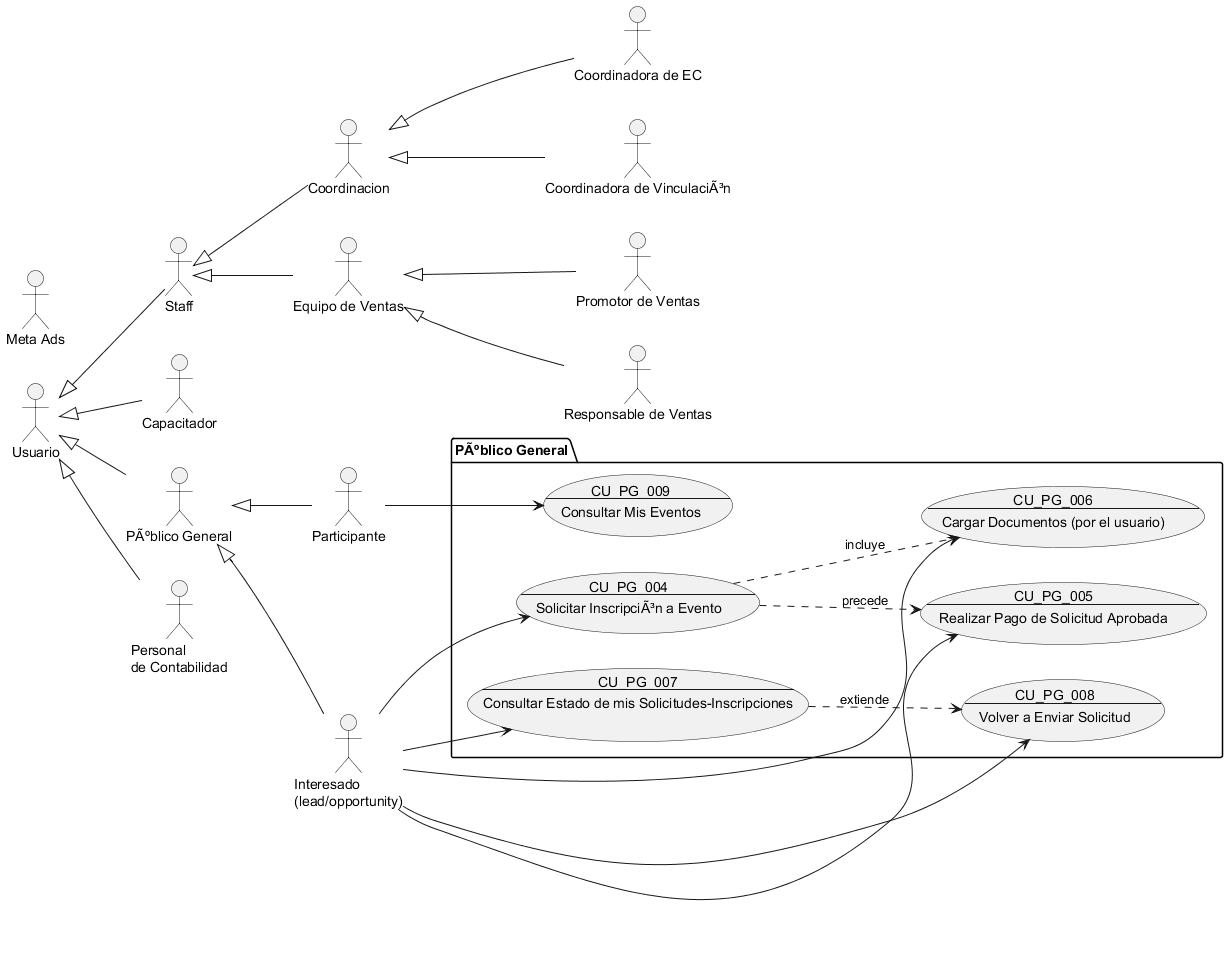 Coordinadora de EC
Coordinacion
Coordinadora de VinculaciÃ³n
Staff
Equipo de Ventas
Promotor de Ventas
Meta Ads
Responsable de Ventas
Capacitador
Usuario
PÃºblico General
Participante
Personal
de Contabilidad
Interesado
(lead/opportunity)
PÃºblico General
CU_PG_009
Consultar Mis Eventos
CU_PG_006
Cargar Documentos (por el usuario)
incluye
CU_PG_004
Solicitar InscripciÃ³n a Evento
precede
CU_PG_005
Realizar Pago de Solicitud Aprobada
CU_PG_007
Consultar Estado de mis Solicitudes-Inscripciones
extiende
CU_PG_008
Volver a Enviar Solicitud